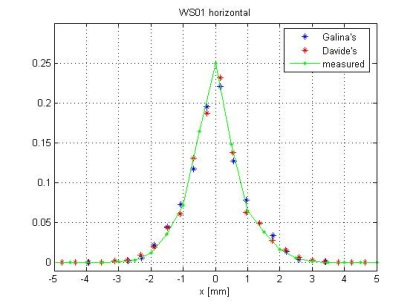 WS01 horizontal
Galina's
Davide's
measured
0.25
0.2
0.15
0.1
0.05
0
-5 -4 -3 -2 -1 0 1 2 3 4 5
x [mm]